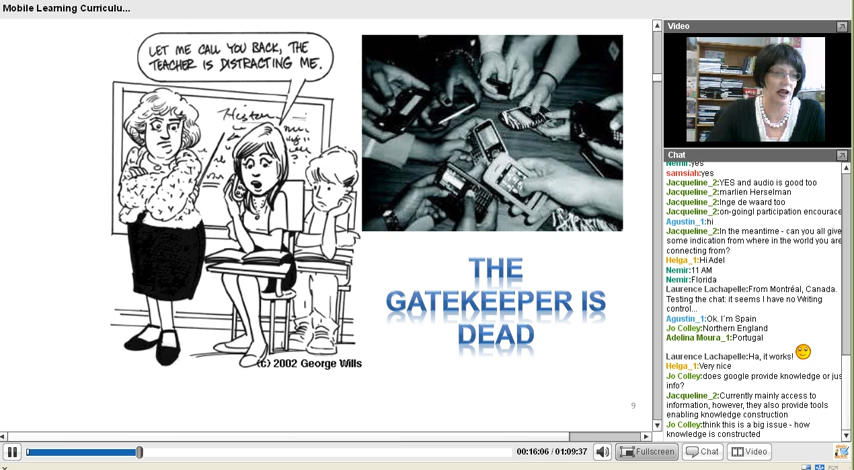 Mobile Learning Curriculu...
LET ME CALL YOU BACK, THE
TEACHER IS DISTRACTING ME.
(c) 2002 George Wills
THE
GATEKEEPER IS
DEAD
9
Video
Chat
Nemir:yes
samsiah:yes
Jacqueline_2:YES and audio is good too
Jacqueline_2:marlien Herselman
Jacqueline_2:Inge de waard too
Jacqueline_2:on-goingl participation encourace
Agustin_1:hi
Jacqueline_2:In the meantime - can you all give
some indication from where in the world you are
connecting from?
Helga_1:Hi Adel
Nemir:11 AM
Nemir:Florida
Laurence Lachapelle:From Montréal, Canada.
Testing the chat: it seems I have no Writing
control...
Agustin_1:Ok. I´m Spain
Jo Colley:Northern England
Adelina Moura_1:Portugal
Laurence Lachapelle:Ha, it works!
Helga_1:Very nice
Jo Colley:does google provide knowledge or jus
info?
Jacqueline_2:Currently mainly access to
information, however, they also provide tools
enabling knowledge construction
Jo Colley:think this is a big issue - how
knowledge is constructed
00:16:06 / 01:09:37
Fullscreen
Chat
Video